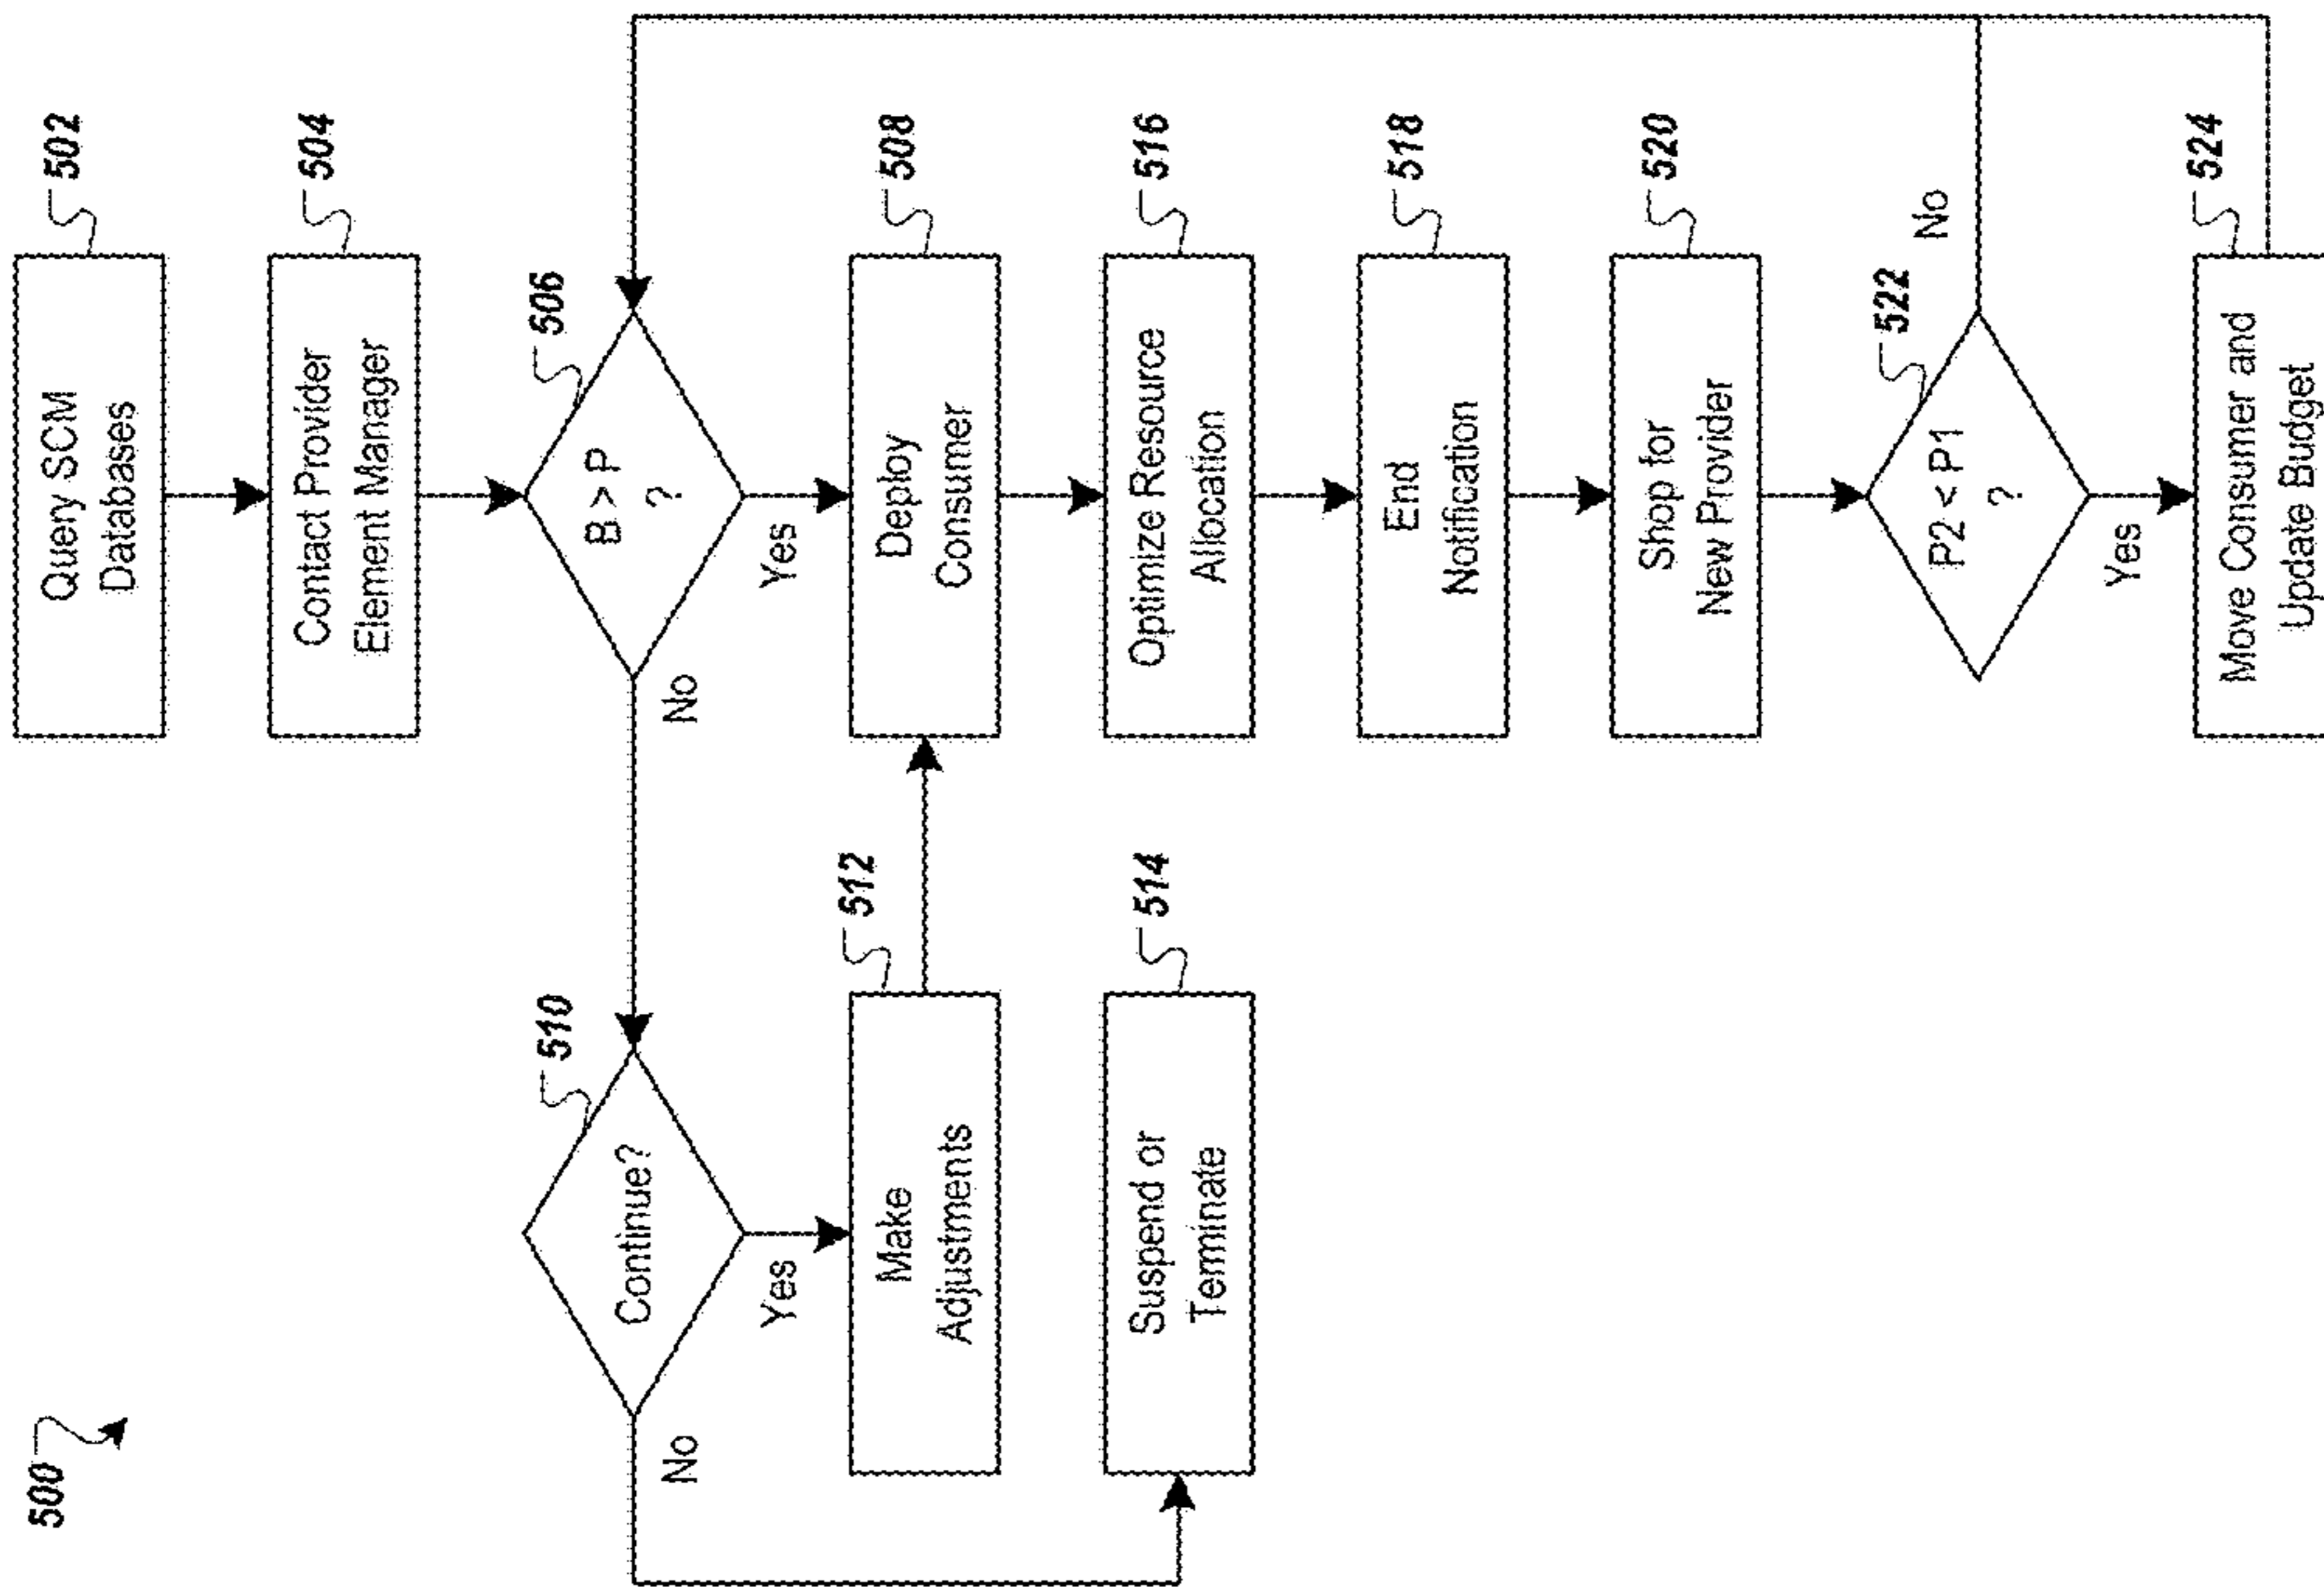 500
Query SCM
Databases
502
Contact Provider
Element Manager
504
B > P
?
506
No
Yes
Continue?
510
No
Yes
Deploy
Consumer
508
Make
Adjustments
512
Optimize Resource
Allocation
516
Suspend or
Terminate
514
End
Notification
518
Shop for
New Provider
520
P2 < P1
?
522
No
Yes
Move Consumer and
Update Budget
524